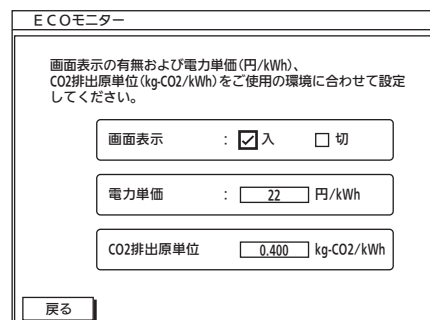 ECOモニター
画面表示の有無および電力単価(円/kWh)、
CO2排出原単位(kg-CO2/kWh)をご使用の環境に合わせて設定
してください。
画面表示 : ☑入 □切
電力単価 : 22 円/kWh
CO2排出原単位 0.400 kg-CO2/kWh
戻る